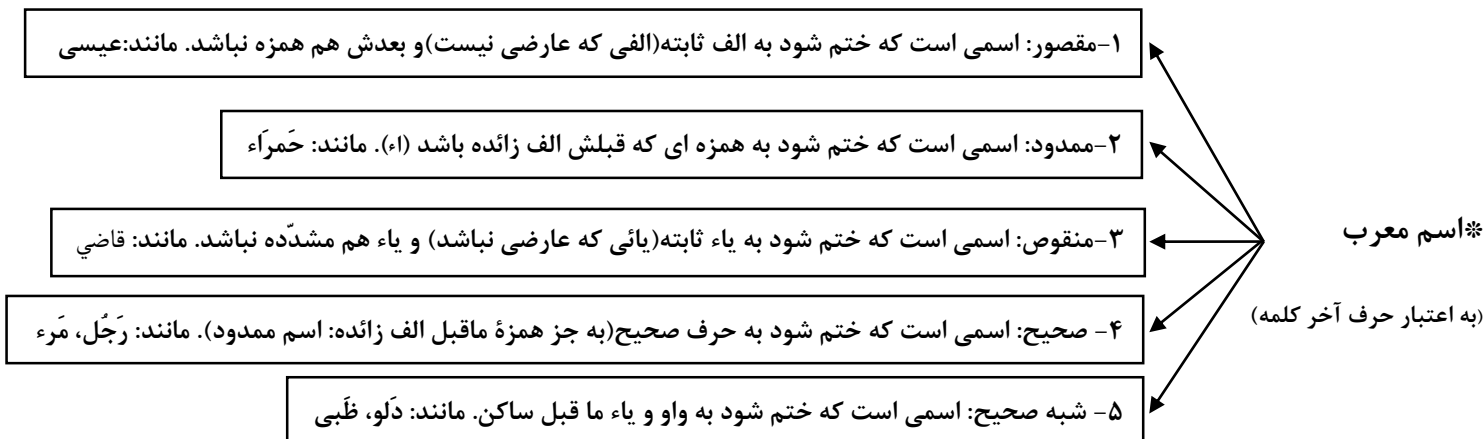 ۱-مقصور: اسمی است که ختم شود به الف ثابته(الفی که عارضی نیست)و بعدش هم همزه نباشد. مانند:عیسی
۲-ممدود: اسمی است که ختم شود به همزه ای که قبلش الف زائده باشد (اء). مانند: حَمرَاء
*اسم معرب
۳-منقوص: اسمی است که ختم شود به یاء ثابته(یائی که عارضی نباشد) و یاء هم مشدّده نباشد. مانند: قاضي
(به اعتبار حرف آخر کلمه)
۴- صحیح: اسمی است که ختم شود به حرف صحیح(به جز همزۀ ماقبل الف زائده: اسم ممدود). مانند: رَجُل، مَرء
۵- شبه صحیح: اسمی است که ختم شود به واو و یاء ما قبل ساکن. مانند: دَلو، ظَبی